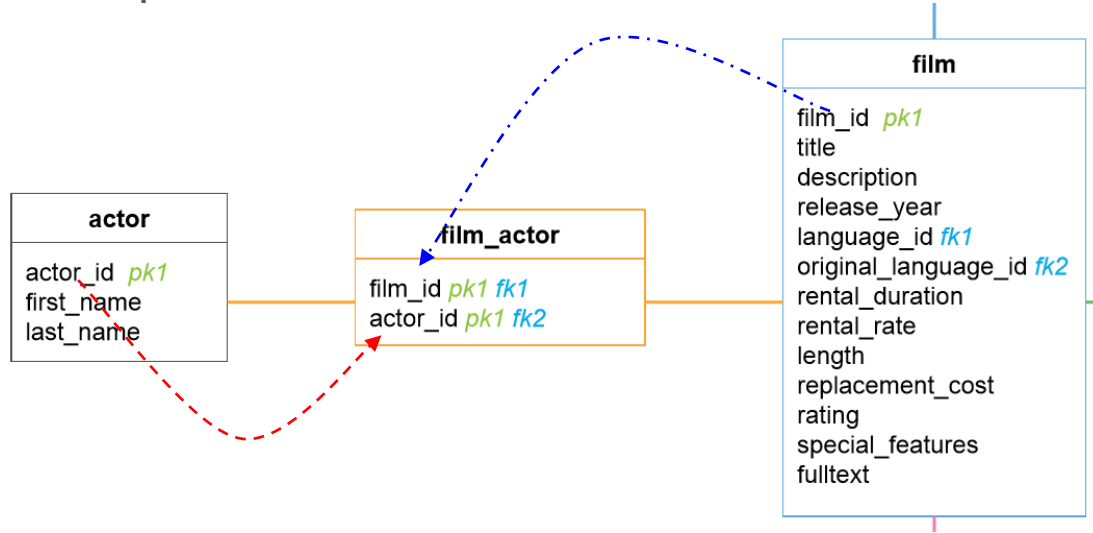 actor
actor_id pk1
first_name
last_name
film_actor
film_id pk1 fk1
actor_id pk1 fk2
film
film_id pk1
title
description
release_year
language_id fk1
original_language_id fk2
rental_duration
rental_rate
length
replacement_cost
rating
special_features
fulltext